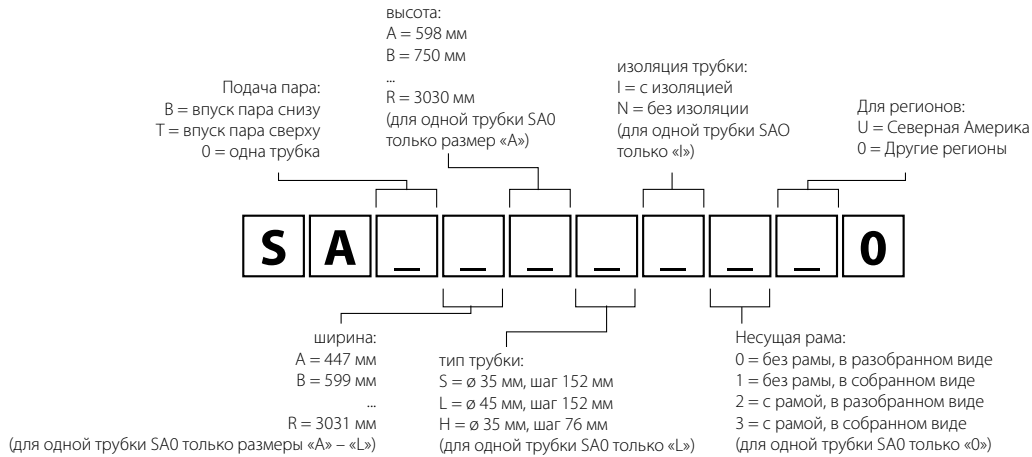 высота:
A = 598 мм
B = 750 мм
...
R = 3030 мм
(для одной трубки SA0
только размер «A»)
Подача пара:
B = впуск пара снизу
T = впуск пара сверху
0 = одна трубка
изоляция трубки:
I = с изоляцией
N = без изоляции
(для одной трубки SAO
только «I»)
Для регионов:
U = Северная Америка
0 = Другие регионы
S A _ _ _ _ _ _ _ 0
ширина:
A = 447 мм
B = 599 мм
...
R = 3031 мм
(для одной трубки SA0 только размеры «A» – «L»)
тип трубки:
S = ø 35 мм, шаг 152 мм
L = ø 45 мм, шаг 152 мм
H = ø 35 мм, шаг 76 мм
(для одной трубки SA0 только «L»)
Несущая рама:
0 = без рамы, в разобранном виде
1 = без рамы, в собранном виде
2 = с рамой, в разобранном виде
3 = с рамой, в собранном виде
(для одной трубки SA0 только «0»)